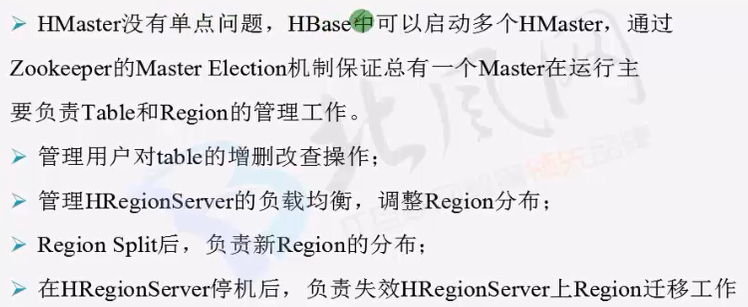 HMaster没有单点问题，HBase中可以启动多个HMaster，通过
Zookeeper的Master Election机制保证总有一个Master在运行主
要负责Table和Region的管理工作。
管理用户对table的增删改查操作；
管理HRegionServer的负载均衡，调整Region分布；
Region Split后，负责新Region的分布；
在HRegionServer停机后，负责失效HRegionServer上Region迁移工作
北风网